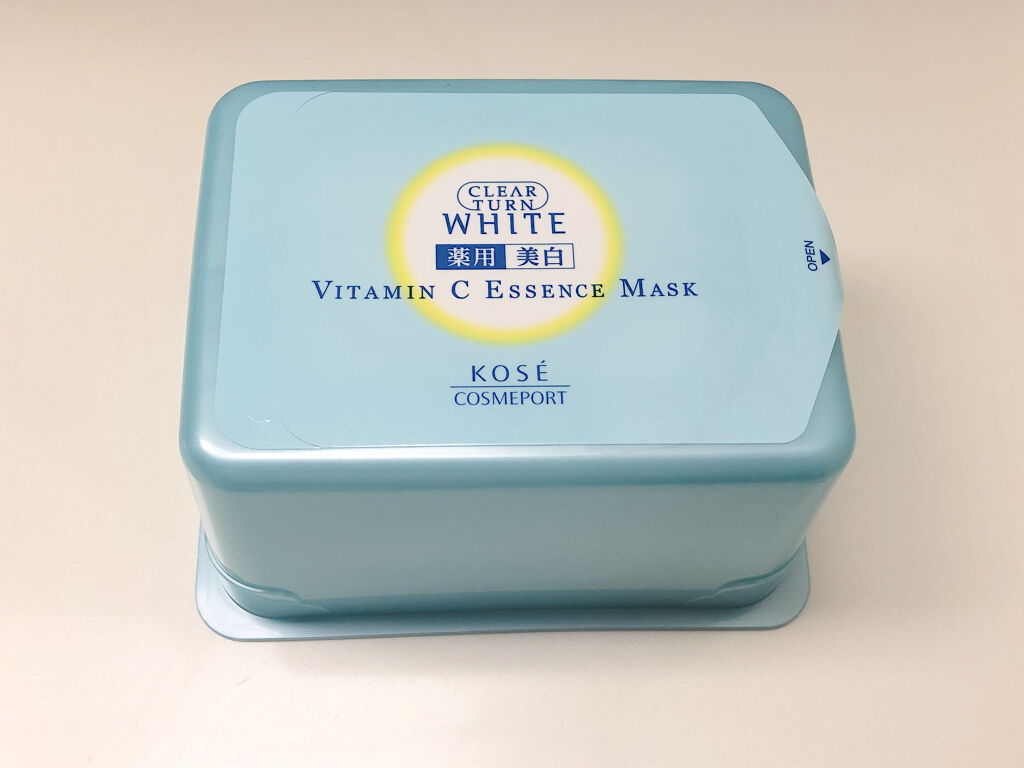 CLEAR
TURN
WHITE
薬用 美白
VITAMIN C ESSENCE MASK
KOSÉ
COSMEPORT
OPEN